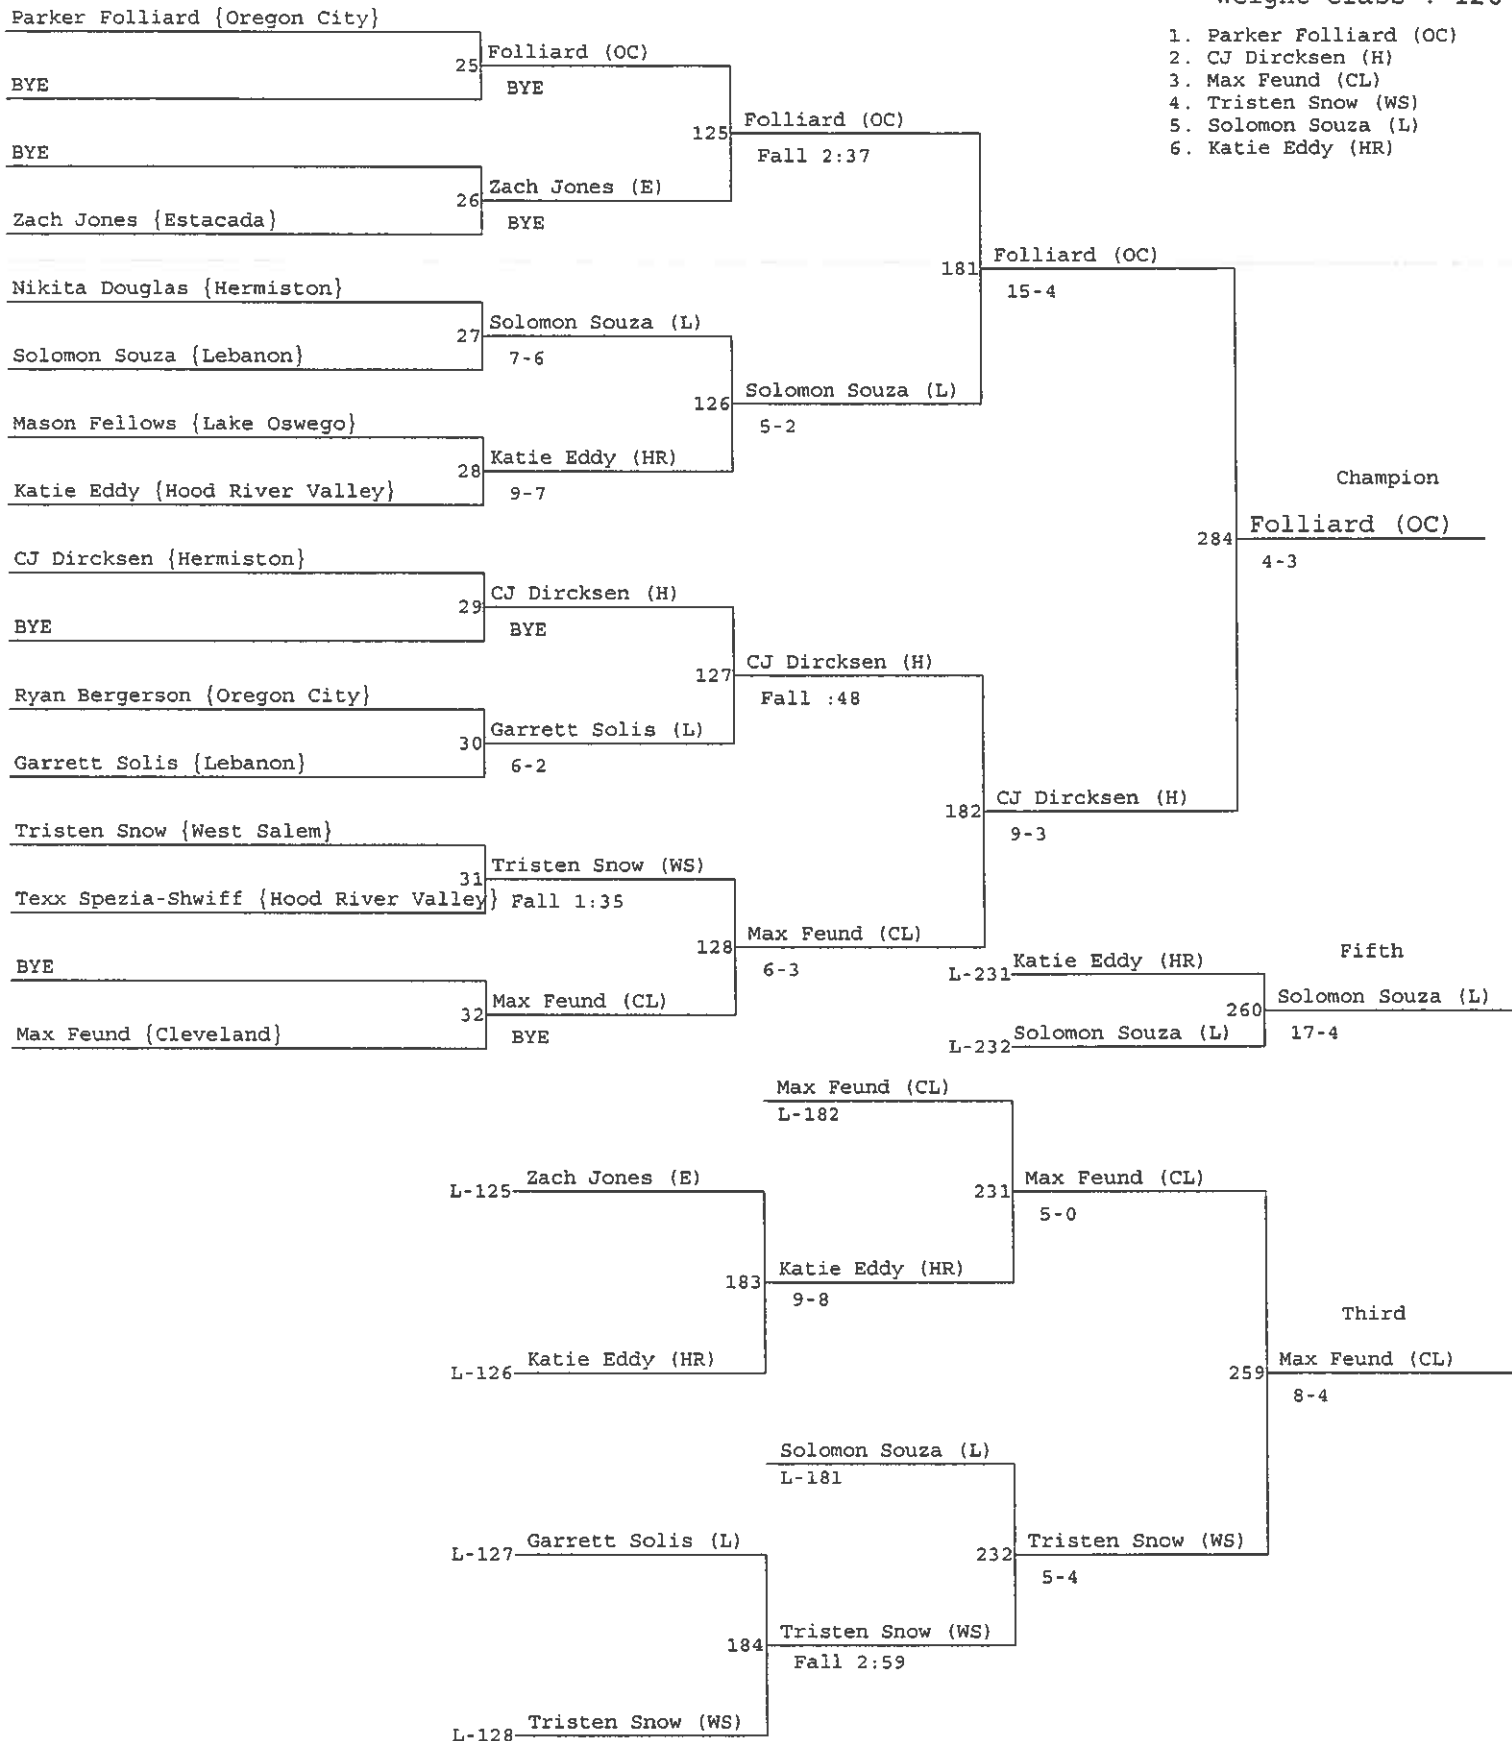 Weight Class : 120
1. Parker Folliard (OC)
2. CJ Dircksen (H)
3. Max Feund (CL)
4. Tristen Snow (WS)
5. Solomon Souza (L)
6. Katie Eddy (HR)
Parker Folliard {Oregon City}
25 Folliard (OC)
BYE
BYE
125 Folliard (OC)
Fall 2:37
BYE
26 Zach Jones (E)
BYE
Zach Jones {Estacada}
181 Folliard (OC)
15-4
Nikita Douglas {Hermiston}
27 Solomon Souza (L)
7-6
Solomon Souza {Lebanon}
126 Solomon Souza (L)
5-2
Mason Fellows {Lake Oswego}
28 Katie Eddy (HR)
9-7
Katie Eddy {Hood River Valley}
Champion
284 Folliard (OC)
4-3
CJ Dircksen {Hermiston}
29 CJ Dircksen (H)
BYE
BYE
127 CJ Dircksen (H)
Fall :48
Ryan Bergerson {Oregon City}
30 Garrett Solis (L)
6-2
Garrett Solis {Lebanon}
182 CJ Dircksen (H)
9-3
Tristen Snow {West Salem}
31 Tristen Snow (WS)
Texx Spezia-Shwiff {Hood River Valley} Fall 1:35
128 Max Feund (CL)
6-3
BYE
32 Max Feund (CL)
BYE
Max Feund {Cleveland}
Fifth
L-231 Katie Eddy (HR)
260 Solomon Souza (L)
17-4
L-232 Solomon Souza (L)
Max Feund (CL)
L-182
L-125 Zach Jones (E)
231 Max Feund (CL)
5-0
183 Katie Eddy (HR)
9-8
L-126 Katie Eddy (HR)
Third
259 Max Feund (CL)
8-4
Solomon Souza (L)
L-181
L-127 Garrett Solis (L)
232 Tristen Snow (WS)
5-4
184 Tristen Snow (WS)
Fall 2:59
L-128 Tristen Snow (WS)